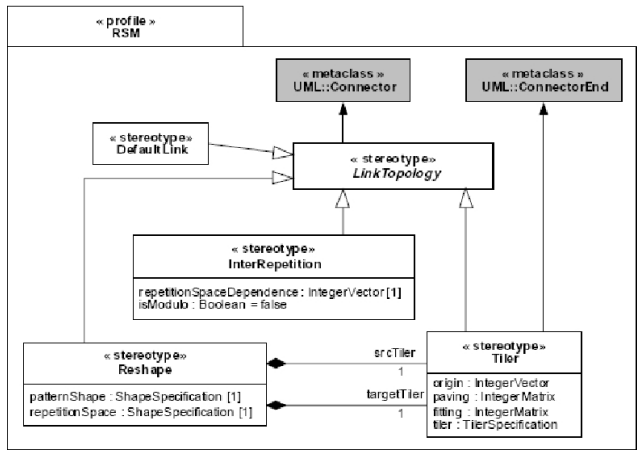 « profile »
RSM
« metaclass »
UML::Connector
« metaclass »
UML::ConnectorEnd
« stereotype»
DefaultLink
« stereotype»
LinkTopology
« stereotype»
InterRepetition
repetitionSpaceDependence : IntegerVector [1]
isModulo : Boolean = false
«stereotype»
Reshape
patternShape : ShapeSpecification [1]
repetitionSpace : ShapeSpecification [1]
srcTiler
1
targetTiler
1
« stereotype»
Tiler
origin : IntegerVector
paving : IntegerMatrix
fitting : IntegerMatrix
tiler : TilerSpecification